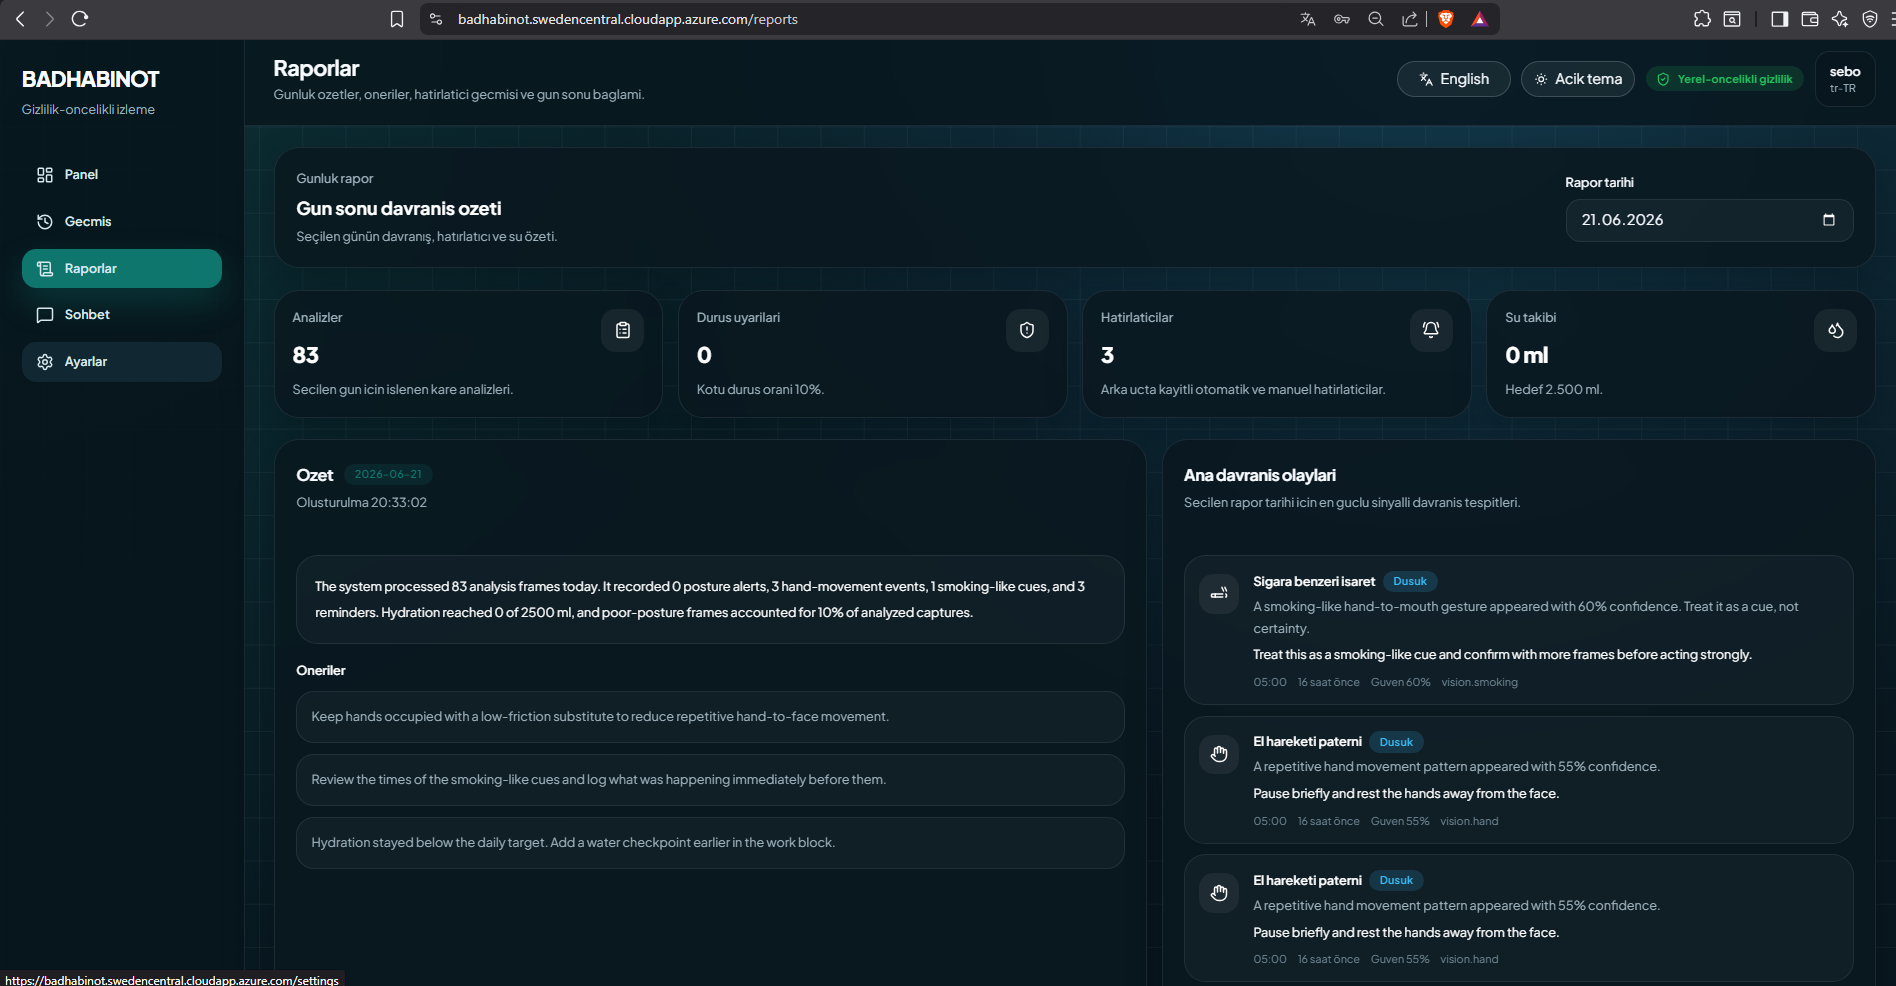 badhabinot.swedencentral.cloudapp.azure.com/reports
BADHABINOT
Gizlilik-oncelikli izleme
Panel
Gecmis
Raporlar
Sohbet
Ayarlar
Raporlar
Gunluk ozetler, oneriler, hatirlatici gecmisi ve gun sonu baglami.
English
Acik tema
Yerel-oncelikli gizlilik
sebo
tr-TR
Gunluk rapor
Gun sonu davranis ozeti
Seçilen günün davranış, hatırlatıcı ve su özeti.
Rapor tarihi
21.06.2026
Analizler
83
Secilen gun icin islenen kare analizleri.
Durus uyarilari
0
Kotu durus orani 10%.
Hatirlaticilar
3
Arka ucta kayitli otomatik ve manuel hatirlaticilar.
Su takibi
0 ml
Hedef 2.500 ml.
Ozet
2026-06-21
Olusturulma 20:33:02
The system processed 83 analysis frames today. It recorded 0 posture alerts, 3 hand-movement events, 1 smoking-like cues, and 3
reminders. Hydration reached 0 of 2500 ml, and poor-posture frames accounted for 10% of analyzed captures.
Oneriler
Keep hands occupied with a low-friction substitute to reduce repetitive hand-to-face movement.
Review the times of the smoking-like cues and log what was happening immediately before them.
Hydration stayed below the daily target. Add a water checkpoint earlier in the work block.
Ana davranis olaylari
Secilen rapor tarihi icin en guclu sinyalli davranis tespitleri.
Sigara benzeri isaret Dusuk
A smoking-like hand-to-mouth gesture appeared with 60% confidence. Treat it as a cue, not
certainty.
Treat this as a smoking-like cue and confirm with more frames before acting strongly.
05:00 16 saat önce Guven 60% vision.smoking
El hareketi paterni Dusuk
A repetitive hand movement pattern appeared with 55% confidence.
Pause briefly and rest the hands away from the face.
05:00 16 saat önce Guven 55% vision.hand
El hareketi paterni Dusuk
A repetitive hand movement pattern appeared with 55% confidence.
Pause briefly and rest the hands away from the face.
05:00 16 saat önce Guven 55% vision.hand
https://badhabinot.swedencentral.cloudapp.azure.com/settings